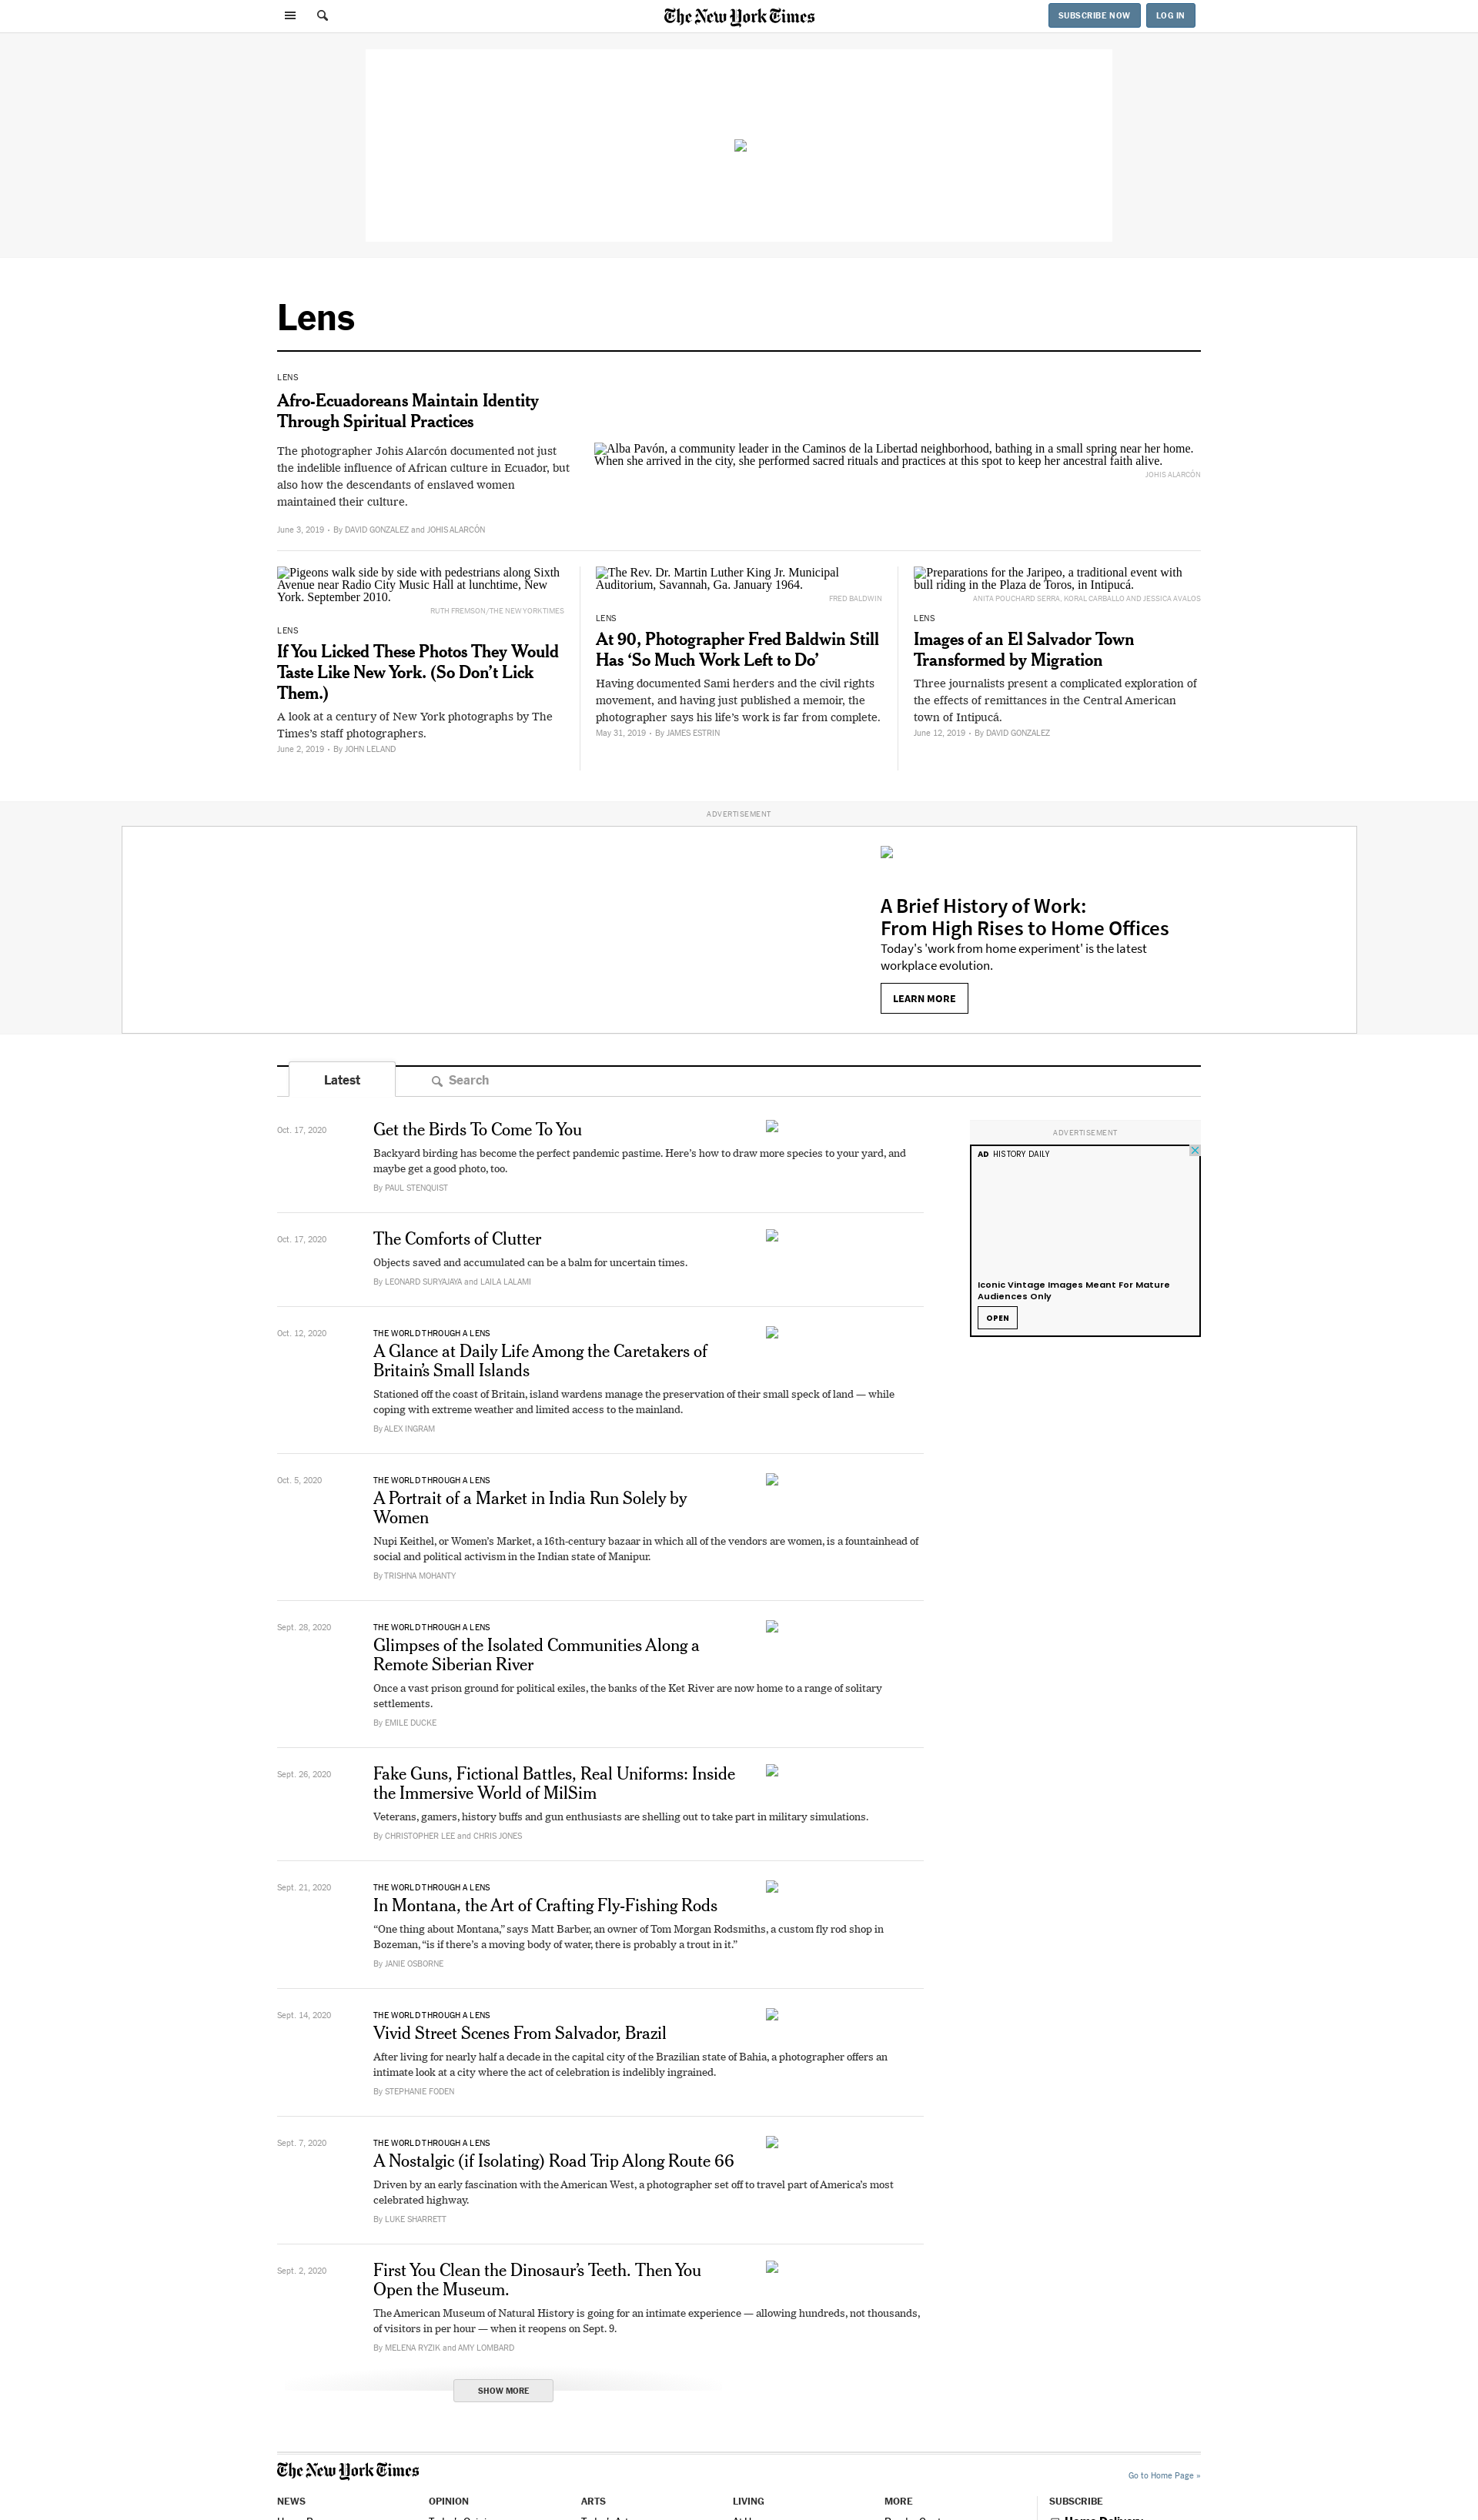 The New York Times
SUBSCRIBE NOW
LOG IN
Lens
LENS
Afro-Ecuadoreans Maintain Identity
Through Spiritual Practices
The photographer Johis Alarcón documented not just
the indelible influence of African culture in Ecuador, but
also how the descendants of enslaved women
maintained their culture.
June 3, 2019 • By DAVID GONZALEZ and JOHIS ALARCÓN
Alba Pavón, a community leader in the Caminos de la Libertad neighborhood, bathing in a small spring near her home.
When she arrived in the city, she performed sacred rituals and practices at this spot to keep her ancestral faith alive.
JOHIS ALARCÓN
Pigeons walk side by side with pedestrians along Sixth
Avenue near Radio City Music Hall at lunchtime, New
York. September 2010.
RUTH FREMSON/THE NEW YORK TIMES
LENS
If You Licked These Photos They Would
Taste Like New York. (So Don’t Lick
Them.)
A look at a century of New York photographs by The
Times’s staff photographers.
June 2, 2019 • By JOHN LELAND
The Rev. Dr. Martin Luther King Jr. Municipal
Auditorium, Savannah, Ga. January 1964.
FRED BALDWIN
LENS
At 90, Photographer Fred Baldwin Still
Has ‘So Much Work Left to Do’
Having documented Sami herders and the civil rights
movement, and having just published a memoir, the
photographer says his life’s work is far from complete.
May 31, 2019 • By JAMES ESTRIN
Preparations for the Jaripeo, a traditional event with
bull riding in the Plaza de Toros, in Intipucá.
ANITA POUCHARD SERRA, KORAL CARBALLO AND JESSICA AVALOS
LENS
Images of an El Salvador Town
Transformed by Migration
Three journalists present a complicated exploration of
the effects of remittances in the Central American
town of Intipucá.
June 12, 2019 • By DAVID GONZALEZ
ADVERTISEMENT
A Brief History of Work:
From High Rises to Home Offices
Today's 'work from home experiment' is the latest
workplace evolution.
LEARN MORE
Latest
Search
Oct. 17, 2020
Get the Birds To Come To You
Backyard birding has become the perfect pandemic pastime. Here’s how to draw more species to your yard, and
maybe get a good photo, too.
By PAUL STENQUIST
Oct. 17, 2020
The Comforts of Clutter
Objects saved and accumulated can be a balm for uncertain times.
By LEONARD SURYAJAYA and LAILA LALAMI
Oct. 12, 2020
THE WORLD THROUGH A LENS
A Glance at Daily Life Among the Caretakers of
Britain’s Small Islands
Stationed off the coast of Britain, island wardens manage the preservation of their small speck of land — while
coping with extreme weather and limited access to the mainland.
By ALEX INGRAM
Oct. 5, 2020
THE WORLD THROUGH A LENS
A Portrait of a Market in India Run Solely by
Women
Nupi Keithel, or Women’s Market, a 16th-century bazaar in which all of the vendors are women, is a fountainhead of
social and political activism in the Indian state of Manipur.
By TRISHNA MOHANTY
Sept. 28, 2020
THE WORLD THROUGH A LENS
Glimpses of the Isolated Communities Along a
Remote Siberian River
Once a vast prison ground for political exiles, the banks of the Ket River are now home to a range of solitary
settlements.
By EMILE DUCKE
Sept. 26, 2020
Fake Guns, Fictional Battles, Real Uniforms: Inside
the Immersive World of MilSim
Veterans, gamers, history buffs and gun enthusiasts are shelling out to take part in military simulations.
By CHRISTOPHER LEE and CHRIS JONES
Sept. 21, 2020
THE WORLD THROUGH A LENS
In Montana, the Art of Crafting Fly-Fishing Rods
“One thing about Montana,” says Matt Barber, an owner of Tom Morgan Rodsmiths, a custom fly rod shop in
Bozeman, “is if there’s a moving body of water, there is probably a trout in it.”
By JANIE OSBORNE
Sept. 14, 2020
THE WORLD THROUGH A LENS
Vivid Street Scenes From Salvador, Brazil
After living for nearly half a decade in the capital city of the Brazilian state of Bahia, a photographer offers an
intimate look at a city where the act of celebration is indelibly ingrained.
By STEPHANIE FODEN
Sept. 7, 2020
THE WORLD THROUGH A LENS
A Nostalgic (if Isolating) Road Trip Along Route 66
Driven by an early fascination with the American West, a photographer set off to travel part of America’s most
celebrated highway.
By LUKE SHARRETT
Sept. 2, 2020
First You Clean the Dinosaur’s Teeth. Then You
Open the Museum.
The American Museum of Natural History is going for an intimate experience — allowing hundreds, not thousands,
of visitors in per hour — when it reopens on Sept. 9.
By MELENA RYZIK and AMY LOMBARD
SHOW MORE
ADVERTISEMENT
AD HISTORY DAILY
Iconic Vintage Images Meant For Mature
Audiences Only
OPEN
The New York Times
Go to Home Page »
NEWS
OPINION
ARTS
LIVING
MORE
SUBSCRIBE